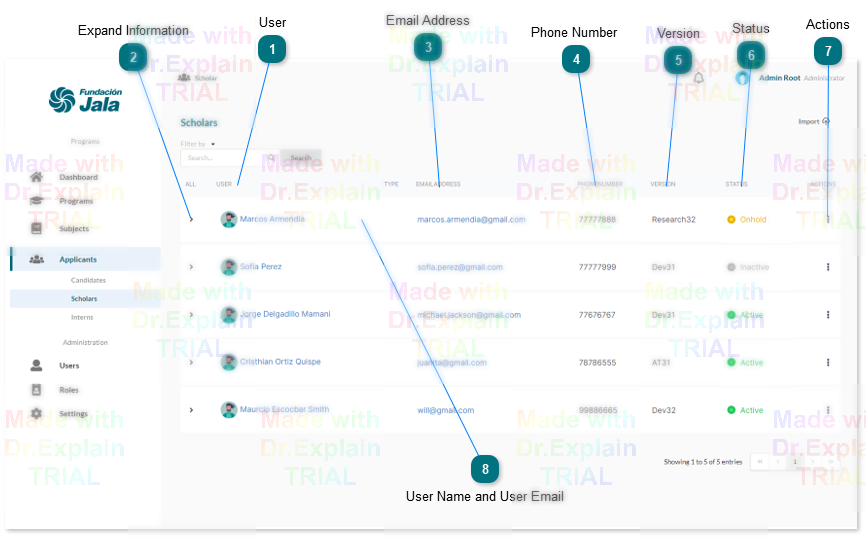 User
Email Address
Status
Expand Information
Phone Number
Version
Actions
1
2
3
4
5
6
7
Scholar
Admin Root Administrator
Fundación
Jala
Scholars
Import
Programs
Filter by
Search...
Search
Dashboard
ALL USER TYPE EMAIL ADDRESS PHONE NUMBER VERSION STATUS ACTIONS
Programs
Subjects
Marcos Armendia marcos.armendia@gmail.com 77777888 Research32 Onhold
Applicants
Sofia Perez sofia.perez@gmail.com 77777999 Dev31 Inactive
Candidates
Scholars
Interns
Jorge Delgadillo Mamani michael.jackson@gmail.com 77676767 Dev31 Active
Administration
Users
Cristhian Ortiz Quispe juanita@gmail.com 78786555 AT31 Active
Roles
Settings
Maurcio Escocbar Smith will@gmail.com 99886665 Dev32 Active
Showing 1 to 5 of 5 entries << < 1 > >>
8
User Name and User Email
Made with
Dr.Explain
TRIAL